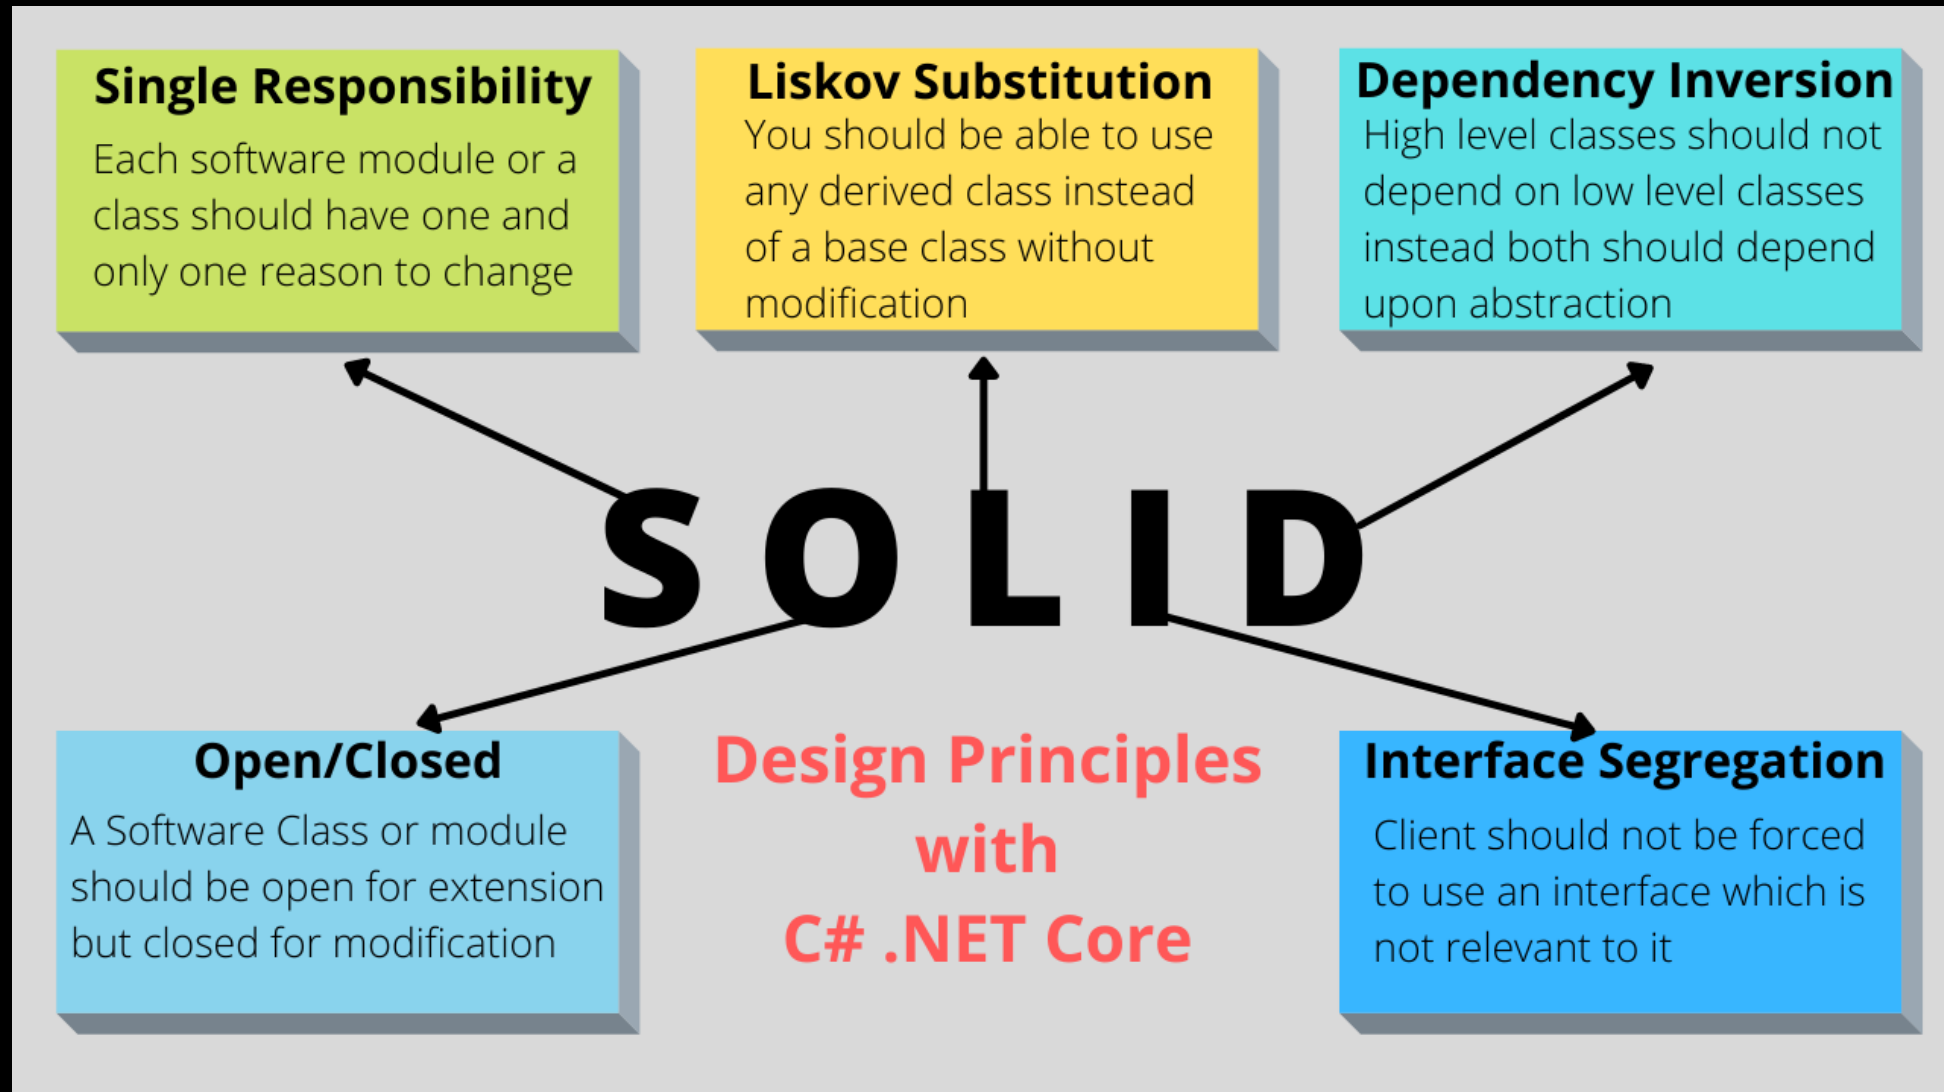 Single Responsibility
Each software module or a
class should have one and
only one reason to change
Liskov Substitution
You should be able to use
any derived class instead
of a base class without
modification
Dependency Inversion
High level classes should not
depend on low level classes
instead both should depend
upon abstraction
S O L I D
Open/Closed
A Software Class or module
should be open for extension
but closed for modification
Design Principles
with
C# .NET Core
Interface Segregation
Client should not be forced
to use an interface which is
not relevant to it